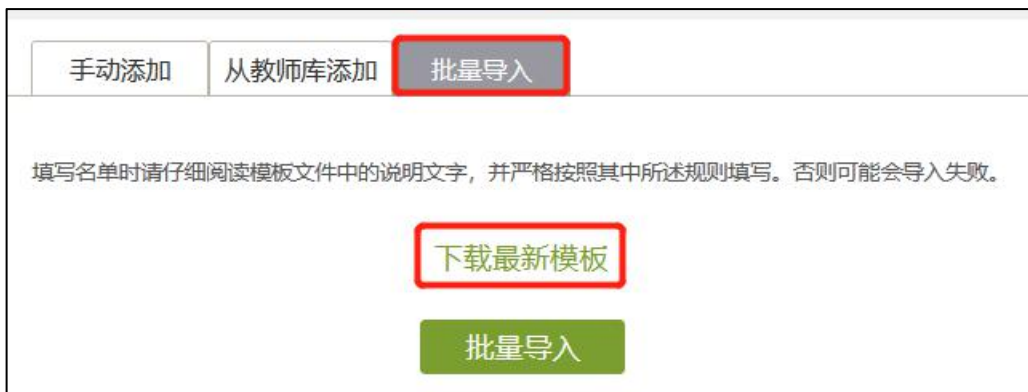 手动添加 从教师库添加 批量导入
填写名单时请仔细阅读模板文件中的说明文字，并严格按照其中所述规则填写。否则可能会导入失败。
下载最新模板
批量导入